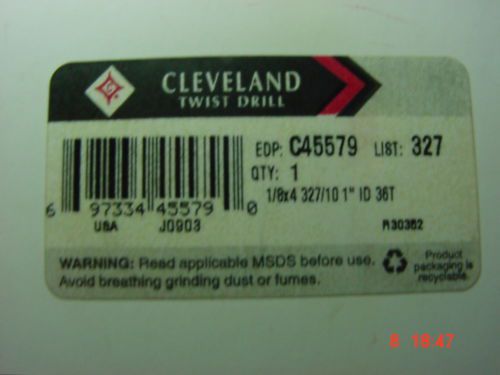 CLEVELAND
TWIST DRILL
EDP: C45579 LIST: 327
QTY: 1
1/8x4 327/10 1" ID 36T
6 97334 45579 0
USA J0903 R30362
WARNING: Read applicable MSDS before use.
Avoid breathing grinding dust or fumes.
Product
packaging is
recyclable.
8 18:47